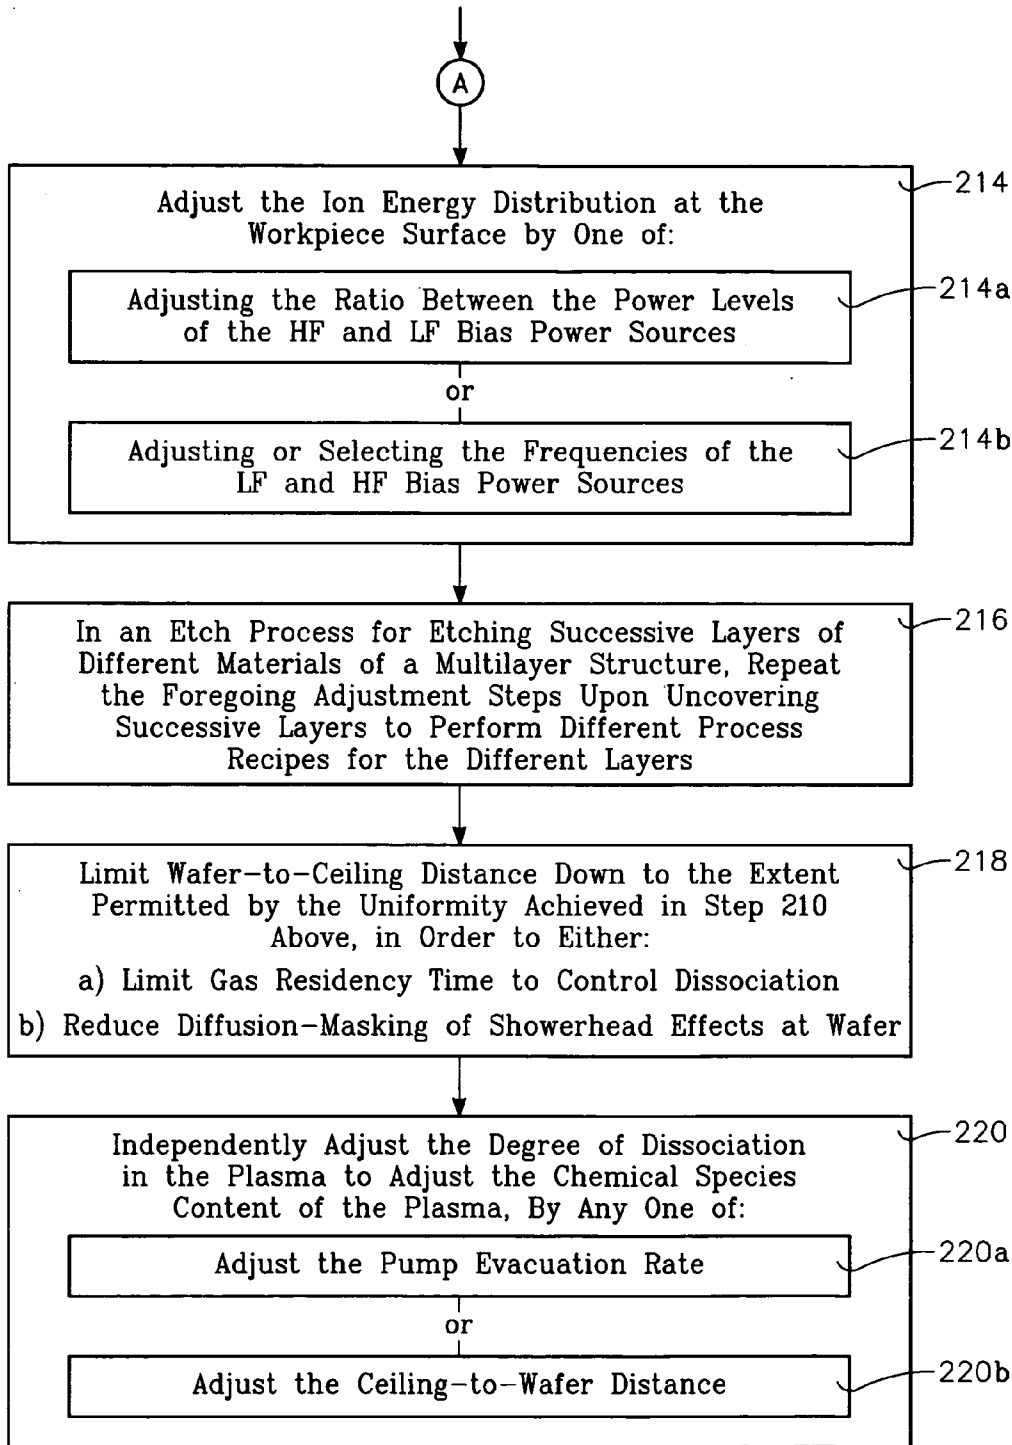 A
214
Adjust the Ion Energy Distribution at the
Workpiece Surface by One of:
214a
Adjusting the Ratio Between the Power Levels
of the HF and LF Bias Power Sources
or
214b
Adjusting or Selecting the Frequencies of the
LF and HF Bias Power Sources
216
In an Etch Process for Etching Successive Layers of
Different Materials of a Multilayer Structure, Repeat
the Foregoing Adjustment Steps Upon Uncovering
Successive Layers to Perform Different Process
Recipes for the Different Layers
218
Limit Wafer-to-Ceiling Distance Down to the Extent
Permitted by the Uniformity Achieved in Step 210
Above, in Order to Either:
a) Limit Gas Residency Time to Control Dissociation
b) Reduce Diffusion-Masking of Showerhead Effects at Wafer
220
Independently Adjust the Degree of Dissociation
in the Plasma to Adjust the Chemical Species
Content of the Plasma, By Any One of:
220a
Adjust the Pump Evacuation Rate
or
220b
Adjust the Ceiling-to-Wafer Distance